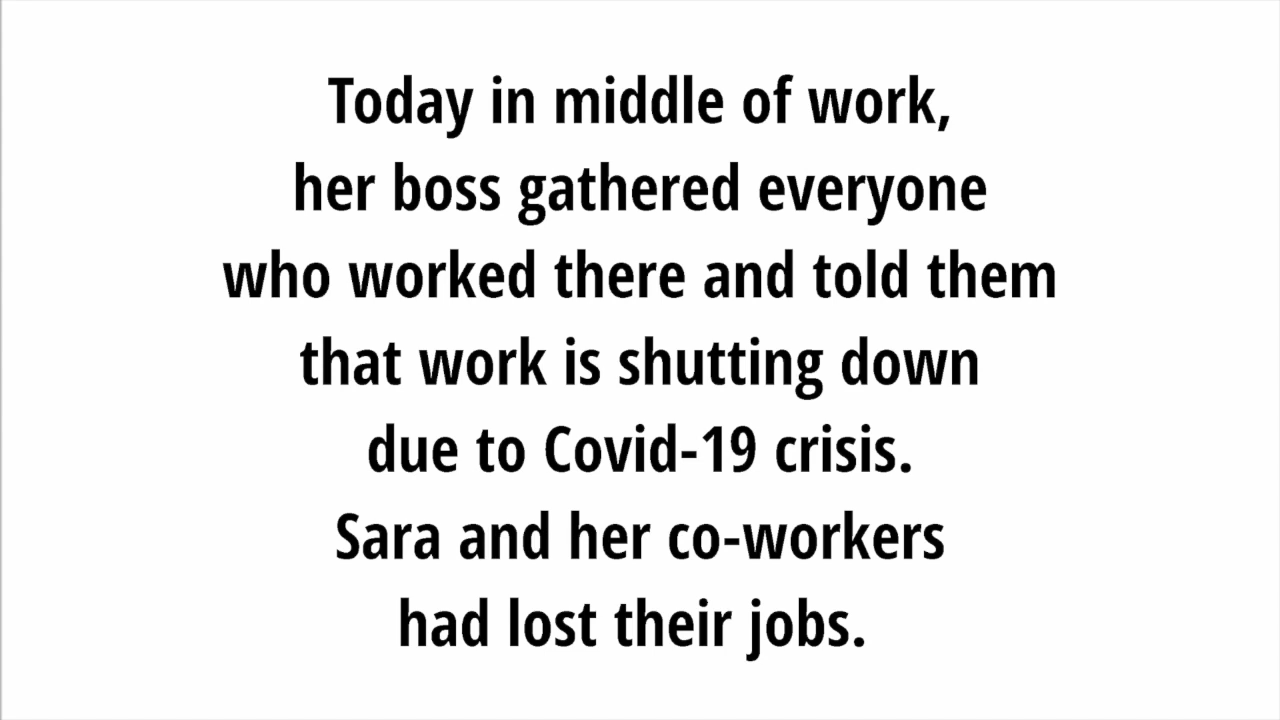 Today in middle of work,
her boss gathered everyone
who worked there and told them
that work is shutting down
due to Covid-19 crisis.
Sara and her co-workers
had lost their jobs.